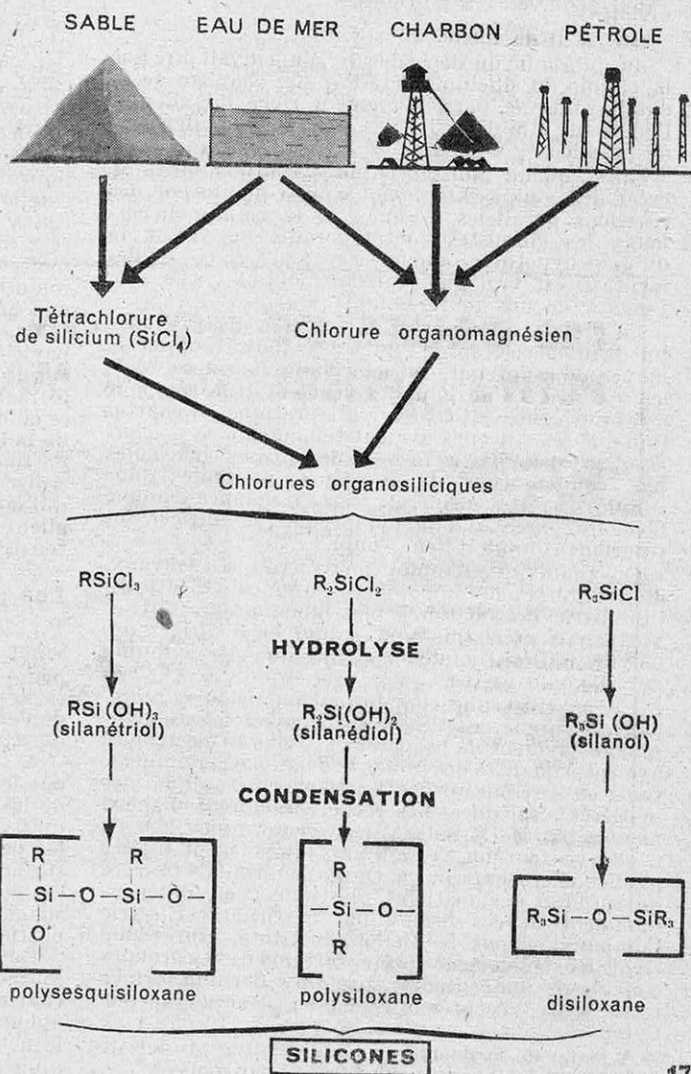 SABLE EAU DE MER CHARBON PÉTROLE
Tètrachlorure
de silicium (SiCl₄)
Chlorure organomagnésien
Chlorures organosiliciques
RSiCl₃ R₂SiCl₂ R₃SiCl
HYDROLYSE
RSi(OH)₃ R₂Si(OH)₂ R₃Si(OH)
(silanétriol) (silanédiol) (silanol)
CONDENSATION
R R
—Si—O—Si—O—
O
R
—Si—O—
R
R₃Si—O—SiR₃
polysesquisiloxane polysiloxane disiloxane
SILICONES
17